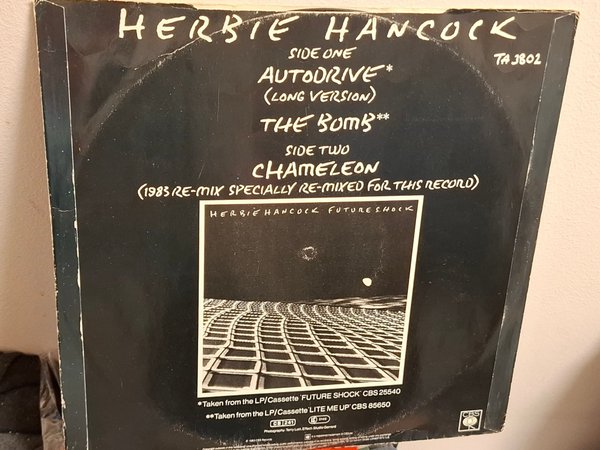 HERBIE HANCOCK
SIDE ONE
TA 3802
AUTODRIVE*
(LONG VERSION)
THE BOMB**
SIDE TWO
CHAMELEON
(1983 RE-MIX SPECIALLY RE-MIXED FOR THIS RECORD)
HERBIE HANCOCK FUTURE SHOCK
*Taken from the LP/Cassette 'FUTURE SHOCK' CBS 25540
**Taken from the LP/Cassette 'LITE ME UP' CBS 85650
CBS